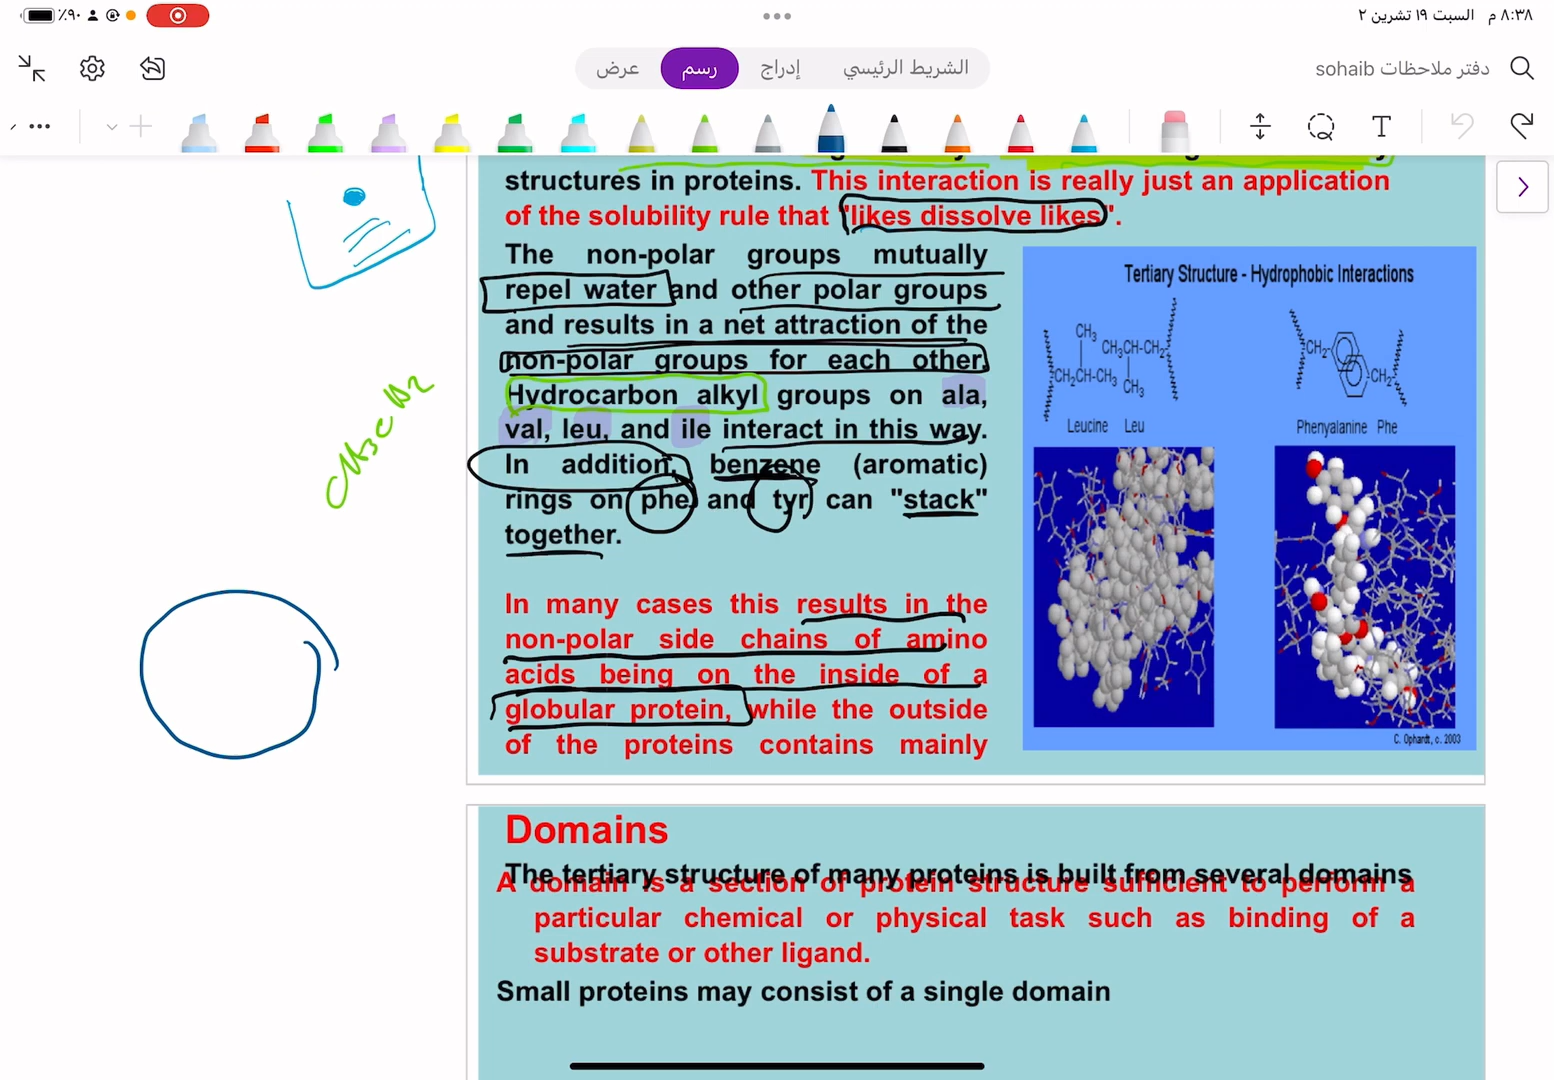 ٪٩٠
السبت ١٩ تشرين ٢ ٨:٣٨ م
الشريط الرئيسي إدراج رسم عرض
دفتر ملاحظات sohaib
T
structures in proteins. This interaction is really just an application
of the solubility rule that "likes dissolve likes".
The non-polar groups mutually
repel water and other polar groups
and results in a net attraction of the
non-polar groups for each other.
Hydrocarbon alkyl groups on ala,
val, leu, and ile interact in this way.
In addition, benzene (aromatic)
rings on phe and tyr can "stack"
together.
In many cases this results in the
non-polar side chains of amino
acids being on the inside of a
globular protein, while the outside
of the proteins contains mainly
Tertiary Structure - Hydrophobic Interactions
CH3
CH3CH-CH2
CH2CH-CH3
CH3
Leucine Leu
CH2
CH2
Phenyalanine Phe
C. Ophardt, c. 2003
Domains
The tertiary structure of many proteins is built from several domains
A domain is a section of protein structure sufficient to perform a
particular chemical or physical task such as binding of a
substrate or other ligand.
Small proteins may consist of a single domain